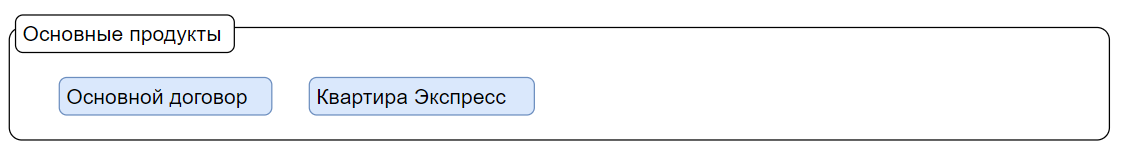 Основные продукты
Основной договор
Квартира Экспресс